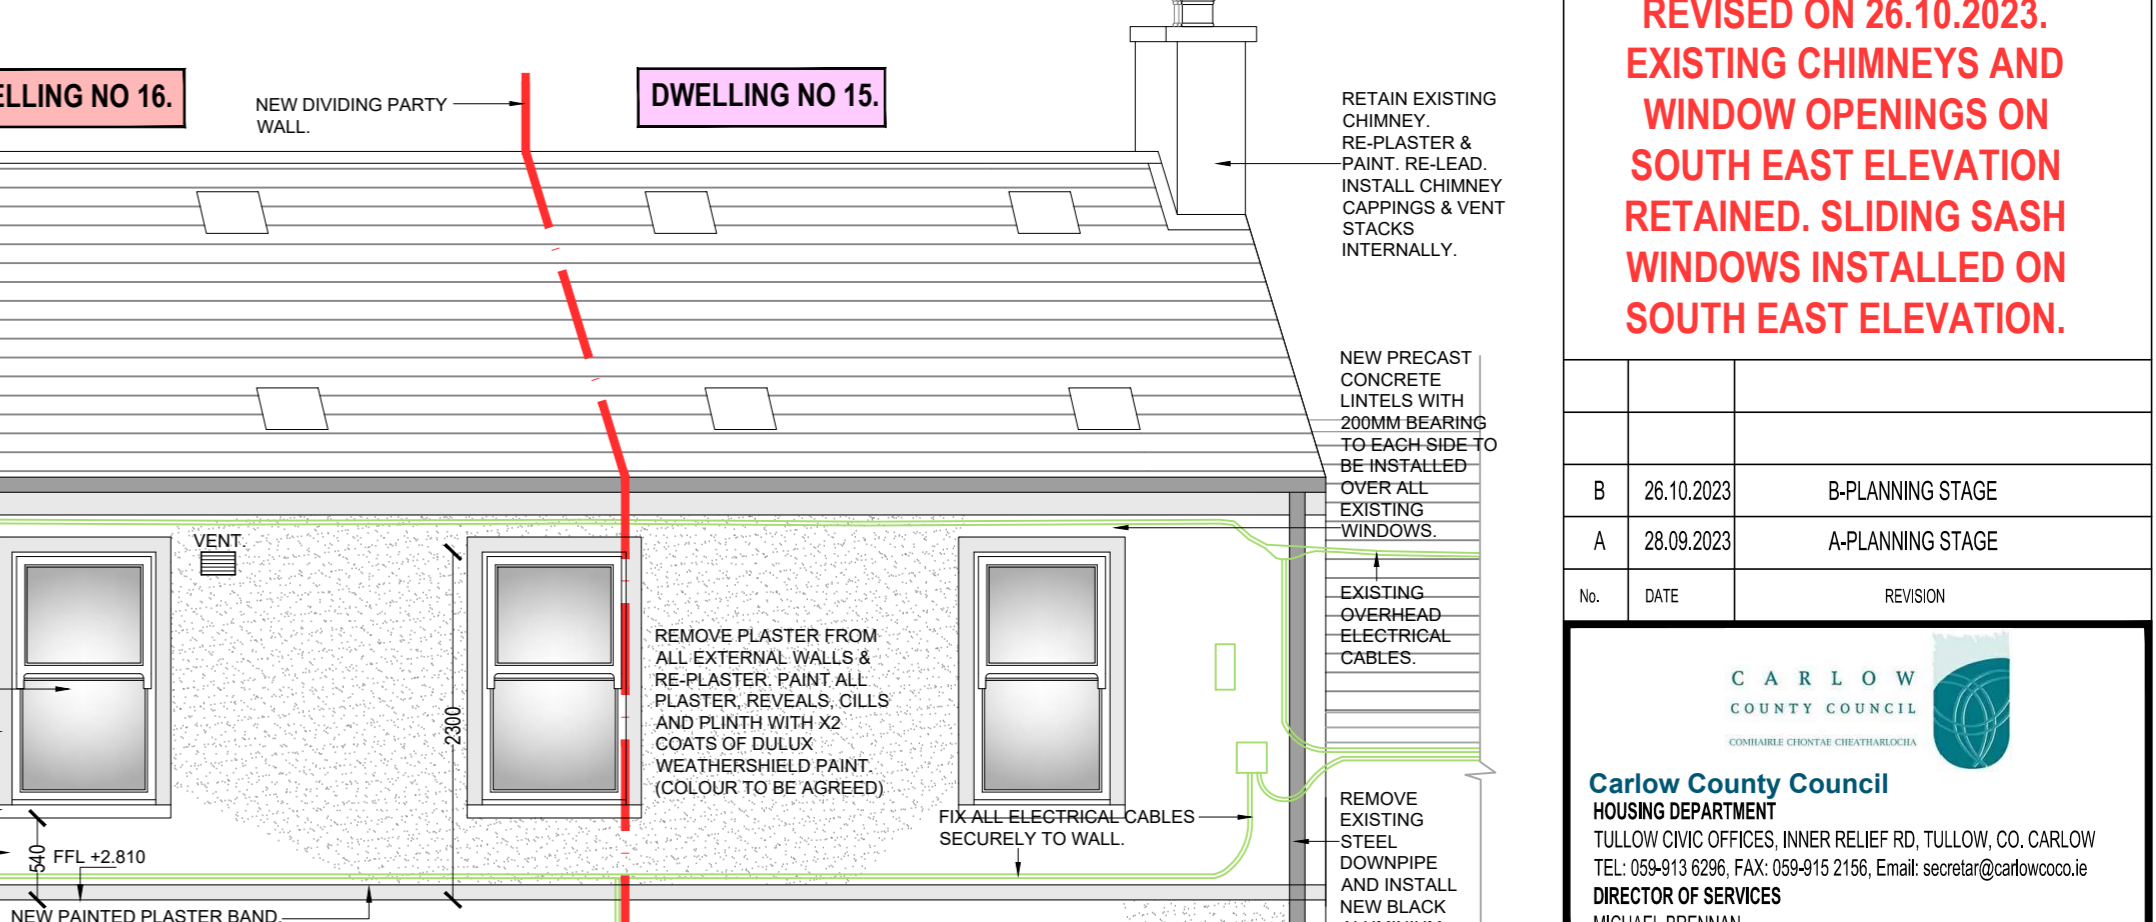 ELLING NO 16.
NEW DIVIDING PARTY
WALL.
DWELLING NO 15.
RETAIN EXISTING
CHIMNEY.
RE-PLASTER &
PAINT. RE-LEAD.
INSTALL CHIMNEY
CAPPINGS & VENT
STACKS
INTERNALLY.
NEW PRECAST
CONCRETE
LINTELS WITH
200MM BEARING
TO EACH SIDE TO
BE INSTALLED
OVER ALL
EXISTING
WINDOWS.
VENT.
EXISTING
OVERHEAD
ELECTRICAL
CABLES.
REMOVE PLASTER FROM
ALL EXTERNAL WALLS &
RE-PLASTER. PAINT ALL
PLASTER, REVEALS, CILLS
AND PLINTH WITH X2
COATS OF DULUX
WEATHERSHIELD PAINT.
(COLOUR TO BE AGREED)
2300
FIX ALL ELECTRICAL CABLES
SECURELY TO WALL.
540
FFL +2.810
NEW PAINTED PLASTER BAND.
REMOVE
EXISTING
STEEL
DOWNPIPE
AND INSTALL
NEW BLACK
ALUMINIUM
REVISED ON 26.10.2023.
EXISTING CHIMNEYS AND
WINDOW OPENINGS ON
SOUTH EAST ELEVATION
RETAINED. SLIDING SASH
WINDOWS INSTALLED ON
SOUTH EAST ELEVATION.
B 26.10.2023 B-PLANNING STAGE
A 28.09.2023 A-PLANNING STAGE
No. DATE REVISION
CARLOW
COUNTY COUNCIL
COMHAIRLE CHONTAE CHEATHARLOCHA
Carlow County Council
HOUSING DEPARTMENT
TULLOW CIVIC OFFICES, INNER RELIEF RD, TULLOW, CO. CARLOW
TEL: 059-913 6296, FAX: 059-915 2156, Email: secretar@carlowcoco.ie
DIRECTOR OF SERVICES
MICHAEL BRENNAN